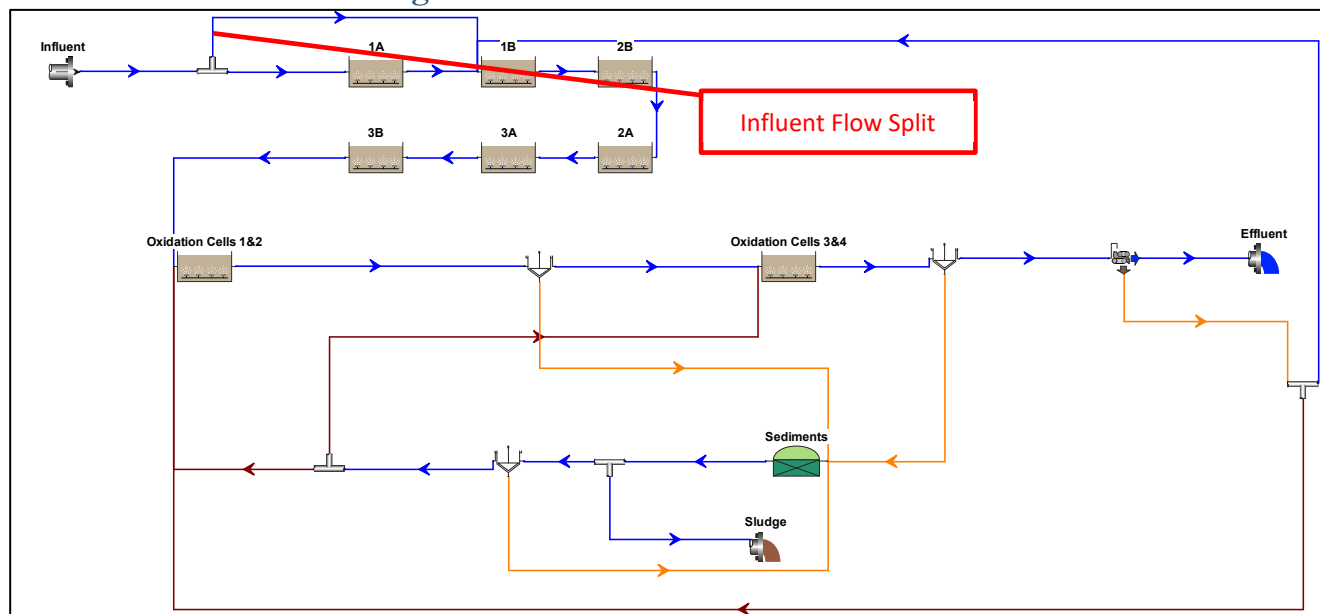 Influent
1A
1B
2B
Influent Flow Split
3B
3A
2A
Oxidation Cells 1&2
Oxidation Cells 3&4
Effluent
Sediments
Sludge